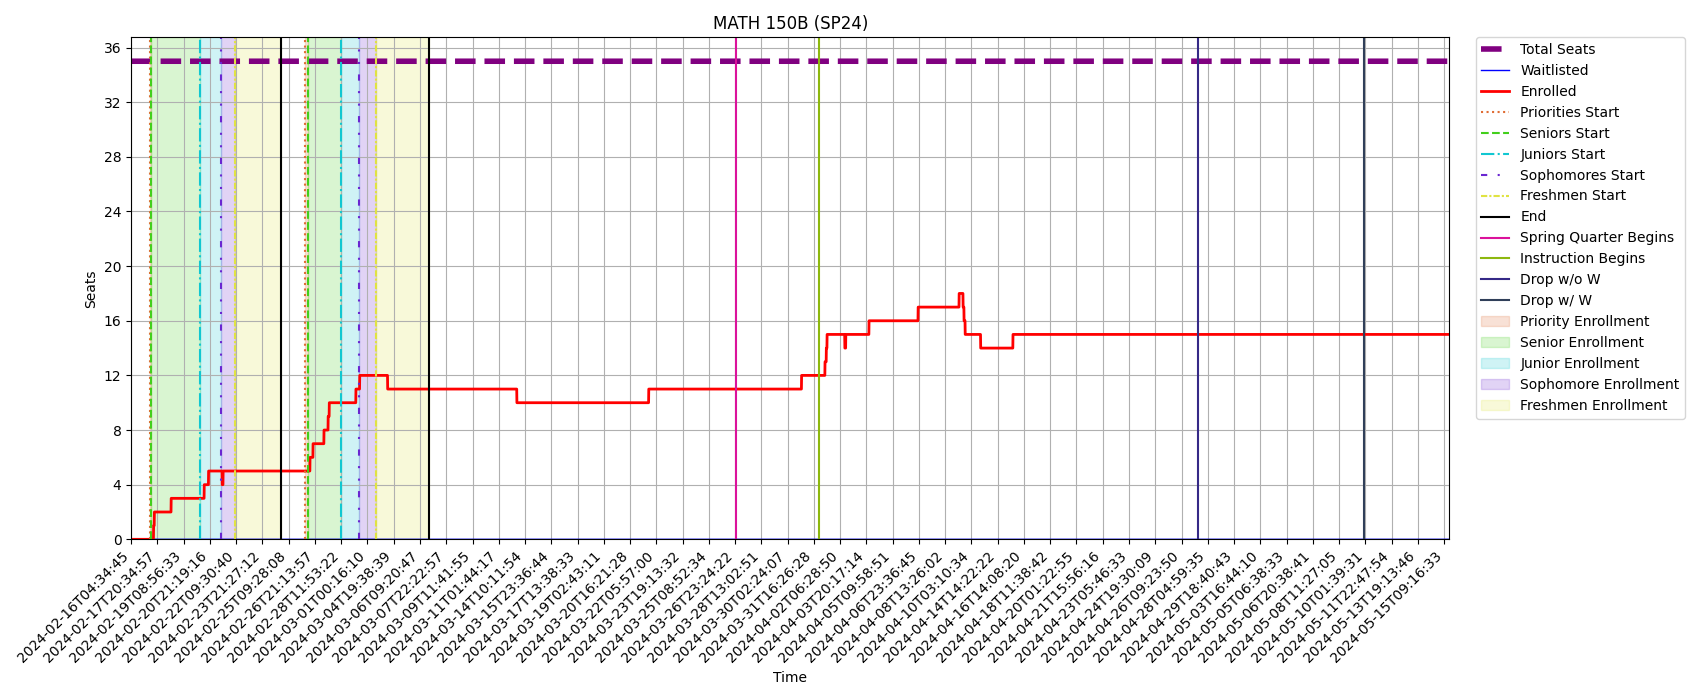 MATH 150B (SP24)
Seats
36
32
28
24
20
16
12
8
4
0
2024-02-16T04:34:45
2024-02-17T20:34:57
2024-02-19T08:56:33
2024-02-20T21:19:16
2024-02-22T09:30:40
2024-02-23T21:27:12
2024-02-25T09:28:08
2024-02-26T21:13:57
2024-02-28T11:53:22
2024-03-01T00:16:10
2024-03-04T19:38:39
2024-03-06T09:20:47
2024-03-07T22:22:57
2024-03-09T11:41:55
2024-03-11T01:44:17
2024-03-14T10:11:54
2024-03-15T23:36:44
2024-03-17T13:38:33
2024-03-19T02:43:11
2024-03-20T16:21:28
2024-03-22T05:57:00
2024-03-23T19:13:32
2024-03-25T08:52:34
2024-03-26T23:24:22
2024-03-28T13:02:51
2024-03-30T02:24:07
2024-03-31T16:26:28
2024-04-02T06:28:50
2024-04-03T20:17:14
2024-04-05T09:58:51
2024-04-06T23:36:45
2024-04-08T13:26:02
2024-04-10T03:10:34
2024-04-14T14:22:22
2024-04-16T14:08:20
2024-04-18T11:38:42
2024-04-20T01:22:55
2024-04-21T15:56:16
2024-04-23T05:46:33
2024-04-24T19:30:09
2024-04-26T09:23:50
2024-04-28T04:59:35
2024-04-29T18:40:43
2024-05-03T16:44:10
2024-05-05T06:38:33
2024-05-06T20:38:41
2024-05-08T11:27:05
2024-05-10T01:39:31
2024-05-11T22:47:54
2024-05-13T19:13:46
2024-05-15T09:16:33
Time
Total Seats
Waitlisted
Enrolled
Priorities Start
Seniors Start
Juniors Start
Sophomores Start
Freshmen Start
End
Spring Quarter Begins
Instruction Begins
Drop w/o W
Drop w/ W
Priority Enrollment
Senior Enrollment
Junior Enrollment
Sophomore Enrollment
Freshmen Enrollment